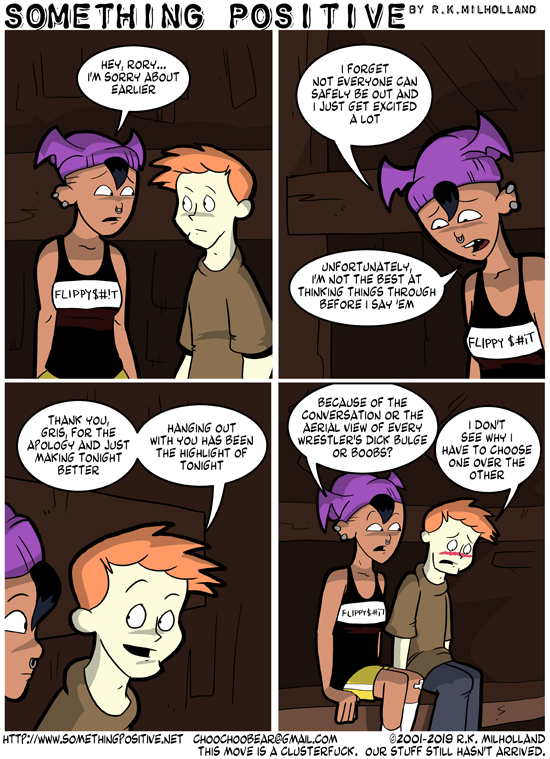 SOMETHING POSITIVE BY R.K.MILHOLLAND
HEY, RORY...
I'M SORRY ABOUT
EARLIER
FLIPPY$#!T
I FORGET
NOT EVERYONE CAN
SAFELY BE OUT AND
I JUST GET EXCITED
A LOT
UNFORTUNATELY,
I'M NOT THE BEST AT
THINKING THINGS THROUGH
BEFORE I SAY 'EM
FLIPPY $#iT
THANK YOU,
GRIS, FOR THE
APOLOGY AND JUST
MAKING TONIGHT
BETTER
HANGING OUT
WITH YOU HAS BEEN
THE HIGHLIGHT OF
TONIGHT
BECAUSE OF THE
CONVERSATION OR THE
AERIAL VIEW OF EVERY
WRESTLER'S DICK BULGE
OR BOOBS?
I DON'T
SEE WHY I
HAVE TO CHOOSE
ONE OVER THE
OTHER
FLIPPY$#iT
HTTP://WWW.SOMETHINGPOSITIVE.NET CHOOCHOOBEAR@GMAIL.COM ©2001-2019 R.K. MILHOLLAND
THIS MOVE IS A CLUSTERFUCK. OUR STUFF STILL HASN'T ARRIVED.